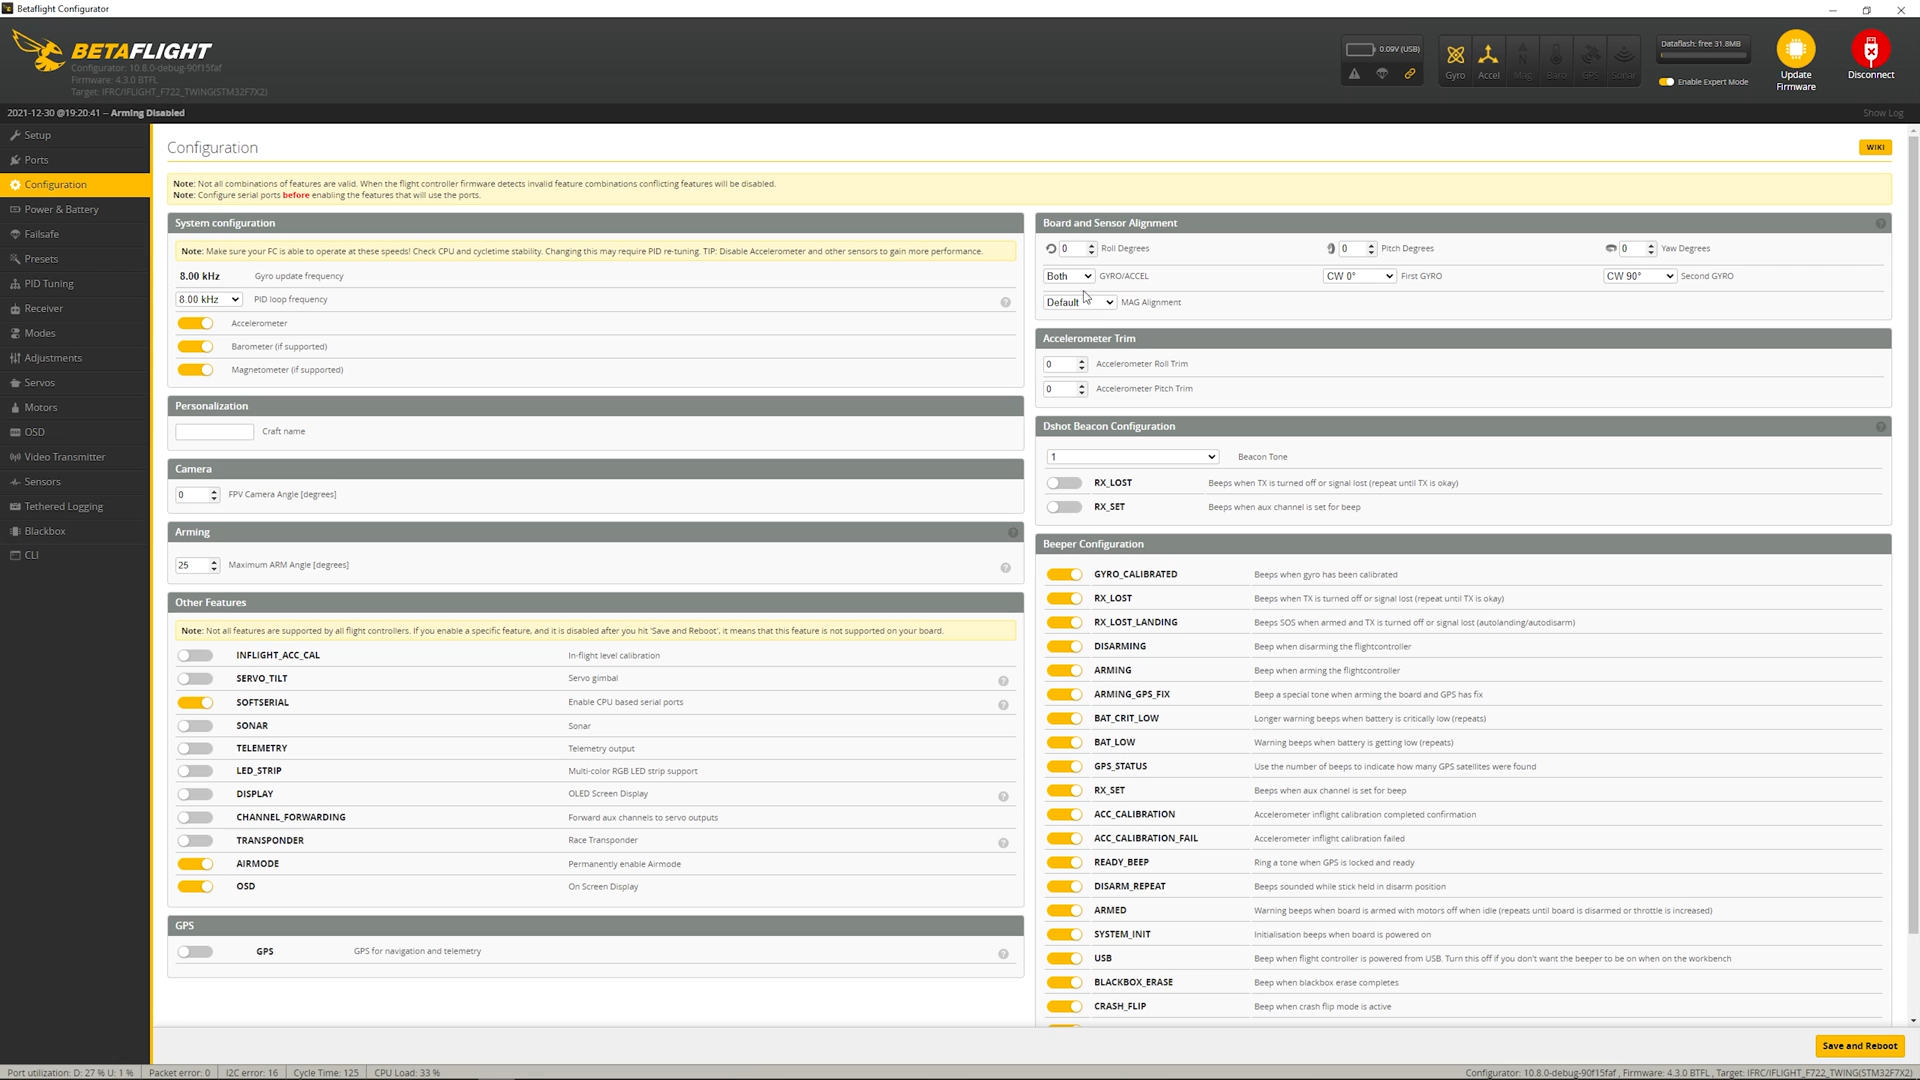 Betaflight Configurator
BETAFLIGHT
Configurator: 10.8.0-debug-90f15faf
Firmware: 4.3.0 BTFL
Target: IFRC/IFLIGHT_F722_TWING(STM32F7X2)
0.09V (USB)
Gyro
Accel
Mag
Baro
GPS
Sonar
Dataflash: free 31.8MB
Enable Expert Mode
Update
Firmware
Disconnect
2021-12-30 @19:20:41 -- Arming Disabled
Show Log
Setup
Ports
Configuration
Power & Battery
Failsafe
Presets
PID Tuning
Receiver
Modes
Adjustments
Servos
Motors
OSD
Video Transmitter
Sensors
Tethered Logging
Blackbox
CLI
Configuration
WIKI
Note: Not all combinations of features are valid. When the flight controller firmware detects invalid feature combinations conflicting features will be disabled.
Note: Configure serial ports before enabling the features that will use the ports.
System configuration
Note: Make sure your FC is able to operate at these speeds! Check CPU and cycletime stability. Changing this may require PID re-tuning. TIP: Disable Accelerometer and other sensors to gain more performance.
8.00 kHz Gyro update frequency
8.00 kHz PID loop frequency
Accelerometer
Barometer (if supported)
Magnetometer (if supported)
Personalization
Craft name
Camera
0 FPV Camera Angle [degrees]
Arming
25 Maximum ARM Angle [degrees]
Other Features
Note: Not all features are supported by all flight controllers. If you enable a specific feature, and it is disabled after you hit 'Save and Reboot', it means that this feature is not supported on your board.
INFLIGHT_ACC_CAL In-flight level calibration
SERVO_TILT Servo gimbal
SOFTSERIAL Enable CPU based serial ports
SONAR Sonar
TELEMETRY Telemetry output
LED_STRIP Multi-color RGB LED strip support
DISPLAY OLED Screen Display
CHANNEL_FORWARDING Forward aux channels to servo outputs
TRANSPONDER Race Transponder
AIRMODE Permanently enable Airmode
OSD On Screen Display
GPS
GPS GPS for navigation and telemetry
Board and Sensor Alignment
0 Roll Degrees 0 Pitch Degrees 0 Yaw Degrees
Both GYRO/ACCEL CW 0° First GYRO CW 90° Second GYRO
Default MAG Alignment
Accelerometer Trim
0 Accelerometer Roll Trim
0 Accelerometer Pitch Trim
Dshot Beacon Configuration
1 Beacon Tone
RX_LOST Beeps when TX is turned off or signal lost (repeat until TX is okay)
RX_SET Beeps when aux channel is set for beep
Beeper Configuration
GYRO_CALIBRATED Beeps when gyro has been calibrated
RX_LOST Beeps when TX is turned off or signal lost (repeat until TX is okay)
RX_LOST_LANDING Beeps SOS when armed and TX is turned off or signal lost (autolanding/autodisarm)
DISARMING Beep when disarming the flightcontroller
ARMING Beep when arming the flightcontroller
ARMING_GPS_FIX Beep a special tone when arming the board and GPS has fix
BAT_CRIT_LOW Longer warning beeps when battery is critically low (repeats)
BAT_LOW Warning beeps when battery is getting low (repeats)
GPS_STATUS Use the number of beeps to indicate how many GPS satellites were found
RX_SET Beeps when aux channel is set for beep
ACC_CALIBRATION Accelerometer inflight calibration completed confirmation
ACC_CALIBRATION_FAIL Accelerometer inflight calibration failed
READY_BEEP Ring a tone when GPS is locked and ready
DISARM_REPEAT Beeps sounded while stick held in disarm position
ARMED Warning beeps when board is armed with motors off when idle (repeats until board is disarmed or throttle is increased)
SYSTEM_INIT Initialisation beeps when board is powered on
USB Beep when flight controller is powered from USB. Turn this off if you don't want the beeper to be on when on the workbench
BLACKBOX_ERASE Beep when blackbox erase completes
CRASH_FLIP Beep when crash flip mode is active
Save and Reboot
Port utilization: D: 27 % U: 1 % Packet error: 0 I2C error: 16 Cycle Time: 125 CPU Load: 33 %
Configurator: 10.8.0-debug-90f15faf , Firmware: 4.3.0 BTFL , Target: IFRC/IFLIGHT_F722_TWING(STM32F7X2)